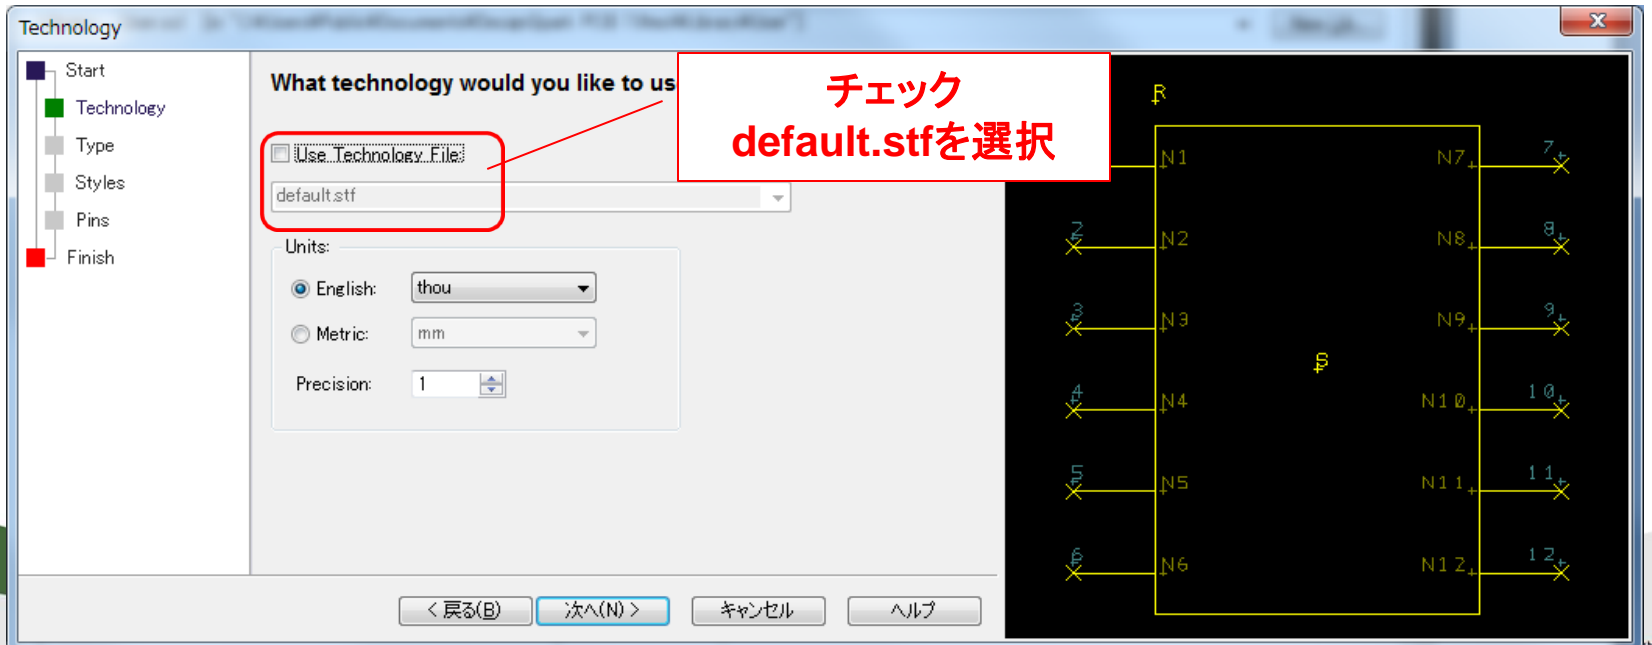 Technology
Start
Technology
Type
Styles
Pins
Finish
What technology would you like to us
チェック
default.stfを選択
Use Technology File:
default.stf
Units:
English:
thou
Metric:
mm
Precision:
1
< 戻る(B)
次へ(N) >
キャンセル
ヘルプ
R
N1
N7
7
2
N2
N8
8
3
N3
N9
9
S
4
N4
N10
10
5
N5
N11
11
6
N6
N12
12